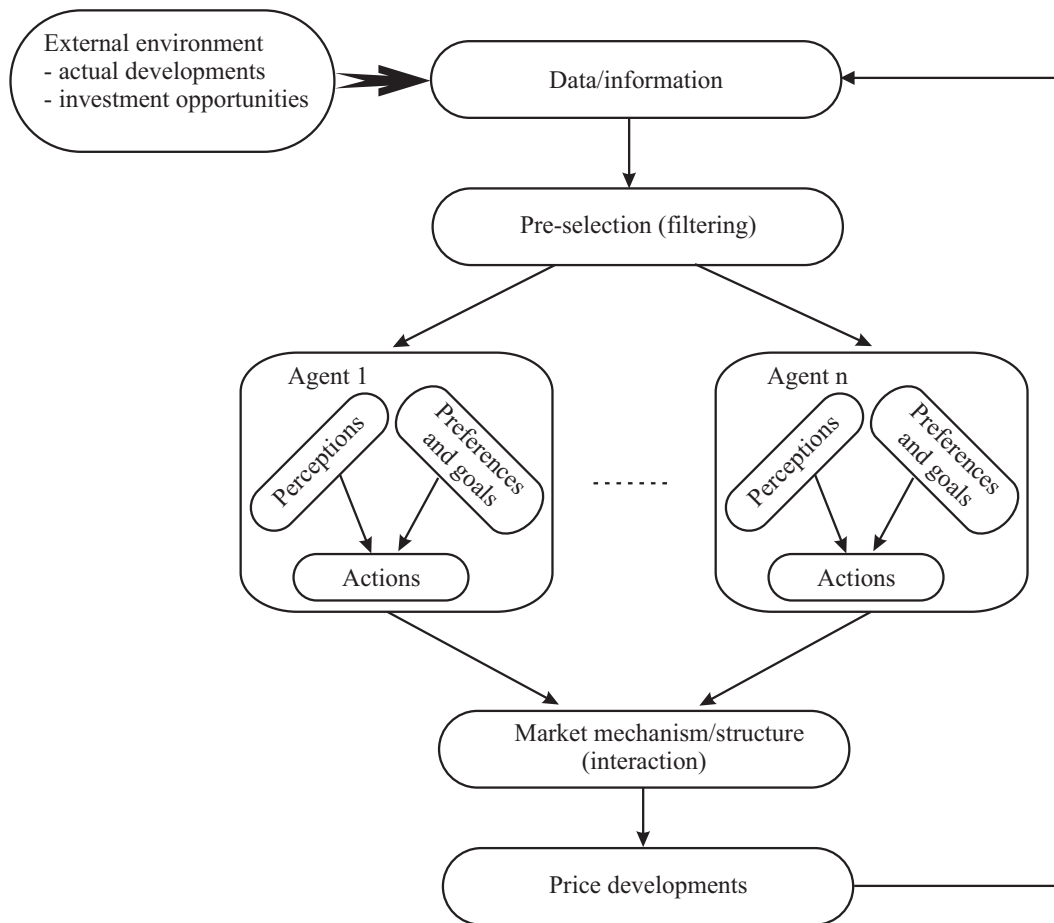 External environment
- actual developments
- investment opportunities
Data/information
Pre-selection (filtering)
Agent 1
Perceptions
Preferences
and goals
Actions
Agent n
Perceptions
Preferences
and goals
Actions
Market mechanism/structure
(interaction)
Price developments